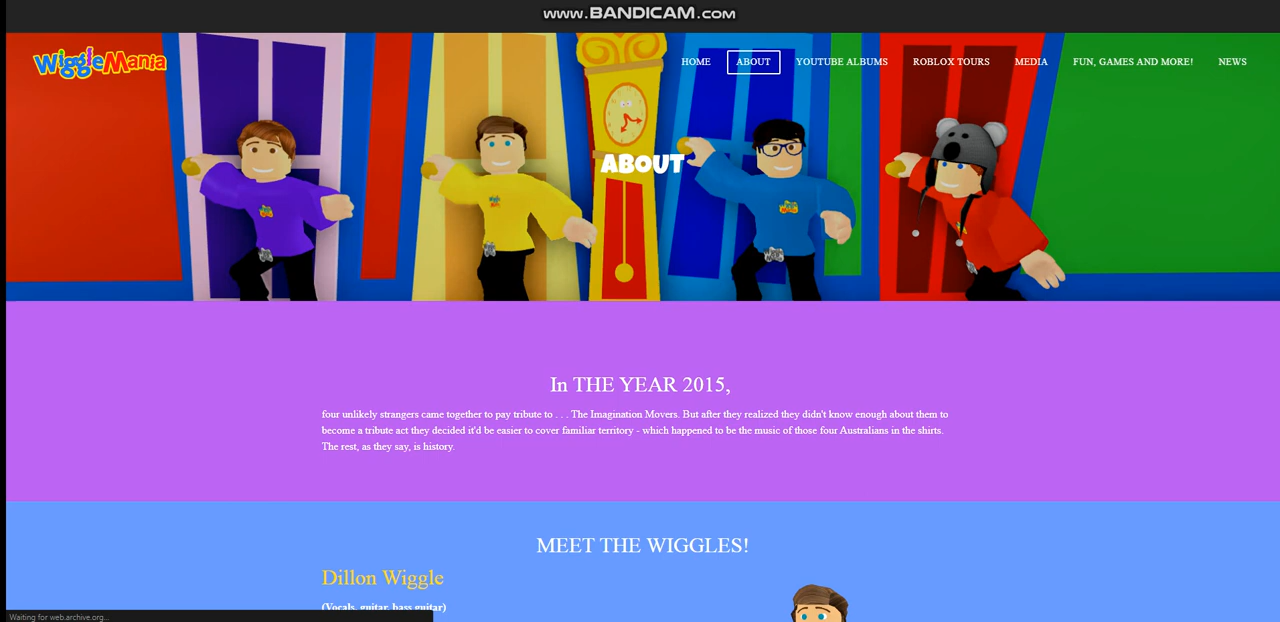 www.BANDICAM.com
WiggleMania
HOME
ABOUT
YOUTUBE ALBUMS
ROBLOX TOURS
MEDIA
FUN, GAMES AND MORE!
NEWS
ABOUT
In THE YEAR 2015,
four unlikely strangers came together to pay tribute to . . . The Imagination Movers. But after they realized they didn't know enough about them to
become a tribute act they decided it'd be easier to cover familiar territory - which happened to be the music of those four Australians in the shirts.
The rest, as they say, is history.
MEET THE WIGGLES!
Dillon Wiggle
(Vocals, guitar, bass guitar)
Waiting for web.archive.org...